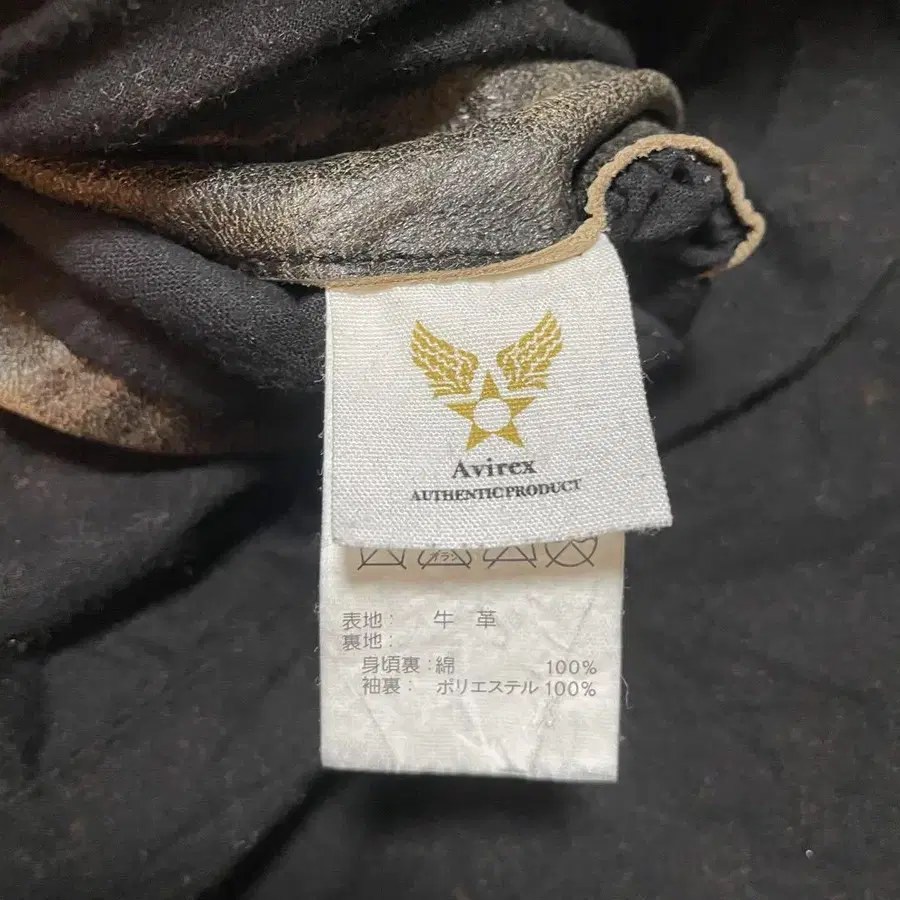 Avirex
AUTHENTIC PRODUCT
表地： 牛 革
裏地：
身頃裏：綿 100%
袖裏： ポリエステル 100%